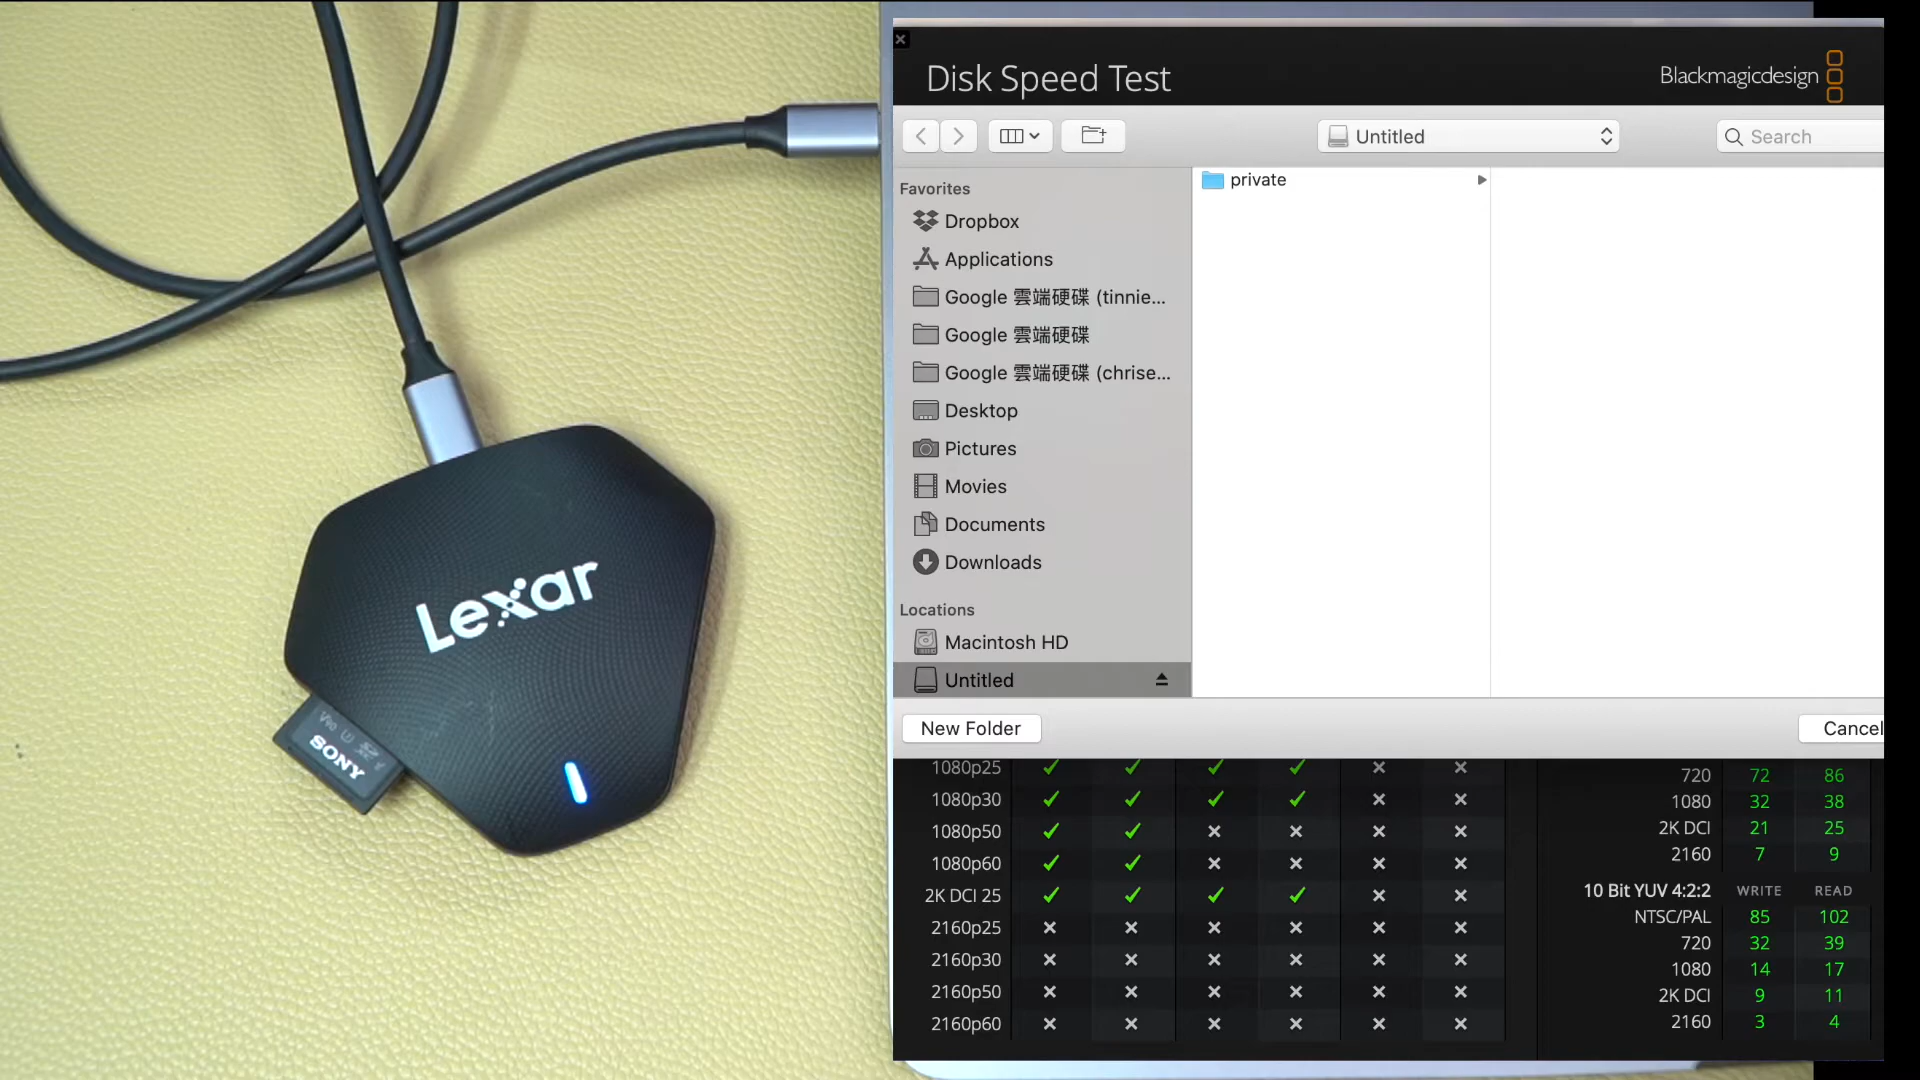 Lexar
V90 U3
SONY
Disk Speed Test
Blackmagicdesign
Untitled
Search
Favorites
Dropbox
Applications
Google 雲端硬碟 (tinnie...
Google 雲端硬碟
Google 雲端硬碟 (chrise...
Desktop
Pictures
Movies
Documents
Downloads
Locations
Macintosh HD
Untitled
private
New Folder
Cancel
1080p25 ✓ ✓ ✓ ✓ × ×
1080p30 ✓ ✓ ✓ ✓ × ×
1080p50 ✓ ✓ × × × ×
1080p60 ✓ ✓ × × × ×
2K DCI 25 ✓ ✓ ✓ ✓ × ×
2160p25 × × × × × ×
2160p30 × × × × × ×
2160p50 × × × × × ×
2160p60 × × × × × ×
720 72 86
1080 32 38
2K DCI 21 25
2160 7 9
10 Bit YUV 4:2:2 WRITE READ
NTSC/PAL 85 102
720 32 39
1080 14 17
2K DCI 9 11
2160 3 4